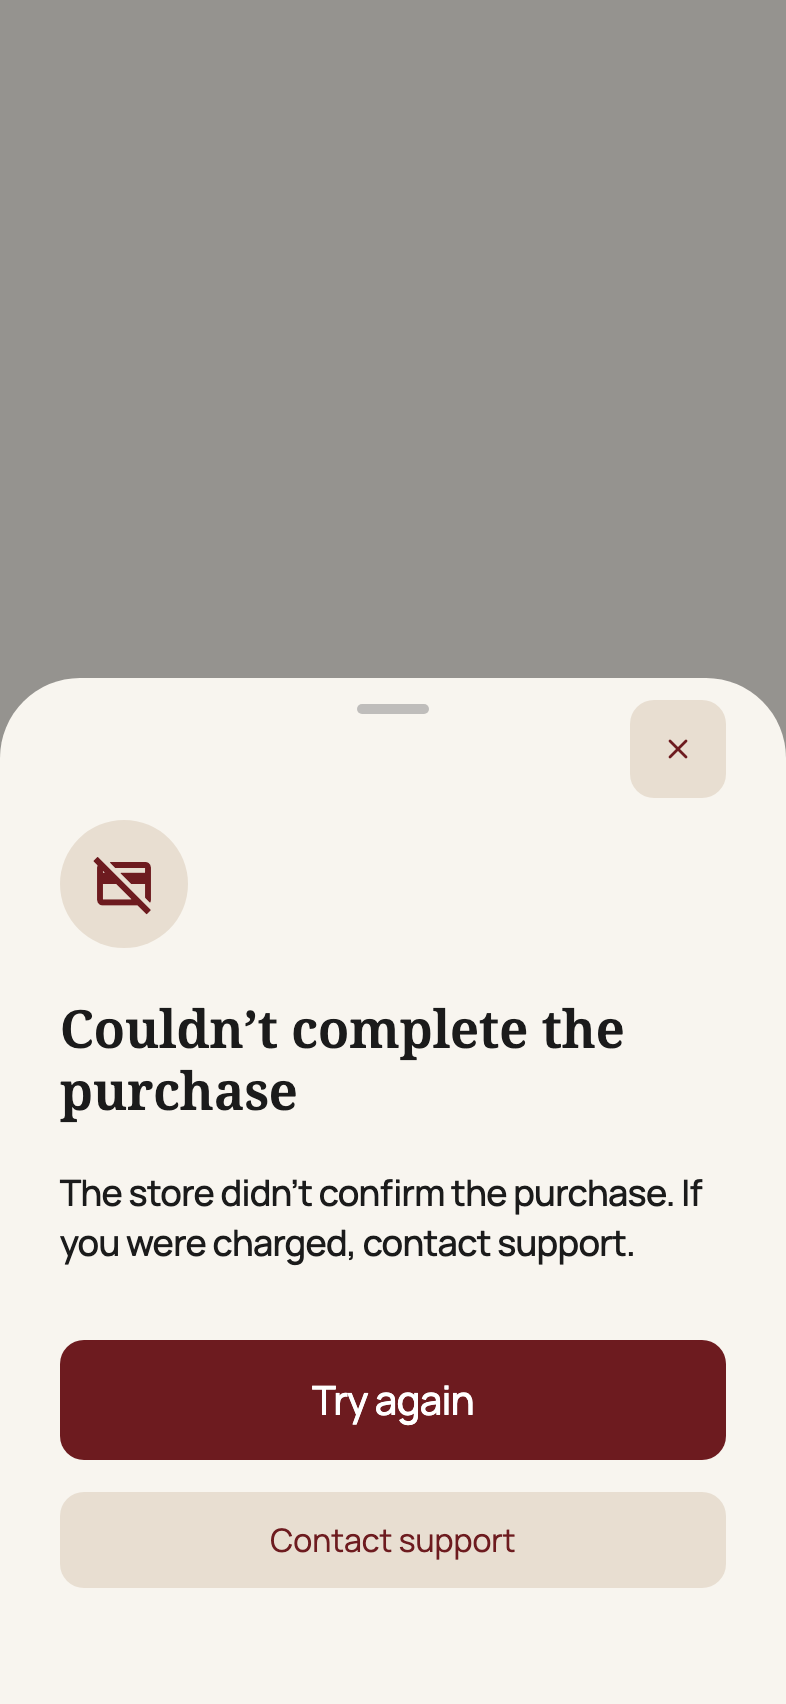 Couldn’t complete the
purchase
The store didn’t confirm the purchase. If
you were charged, contact support.
Try again
Contact support